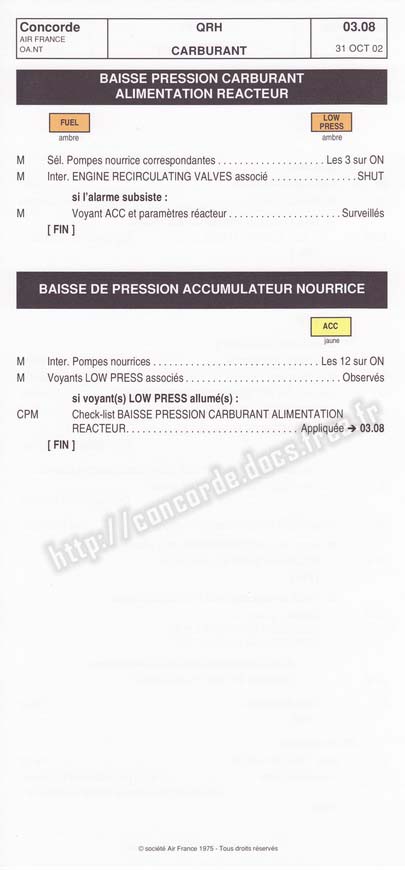 Concorde QRH 03.08
AIR FRANCE
OA.NT CARBURANT 31 OCT 02
BAISSE PRESSION CARBURANT
ALIMENTATION REACTEUR
FUEL LOW
PRESS
ambre ambre
M Sél. Pompes nourrice correspondantes . . . . . . . . . . . . . . . . . . Les 3 sur ON
M Inter. ENGINE RECIRCULATING VALVES associé . . . . . . . . . . . . . . . SHUT
si l'alarme subsiste :
M Voyant ACC et paramètres réacteur . . . . . . . . . . . . . . . . . . . Surveillés
[ FIN ]
BAISSE DE PRESSION ACCUMULATEUR NOURRICE
ACC
jaune
M Inter. Pompes nourrices . . . . . . . . . . . . . . . . . . . . . . . . . . . . Les 12 sur ON
M Voyants LOW PRESS associés . . . . . . . . . . . . . . . . . . . . . . . . . Observés
si voyant(s) LOW PRESS allumé(s) :
CPM Check-list BAISSE PRESSION CARBURANT ALIMENTATION
REACTEUR. . . . . . . . . . . . . . . . . . . . . . . . . . . . . Appliquée ➔ 03.08
[ FIN ]
http://concorde.docs.free.fr
© société Air France 1975 - Tous droits réservés